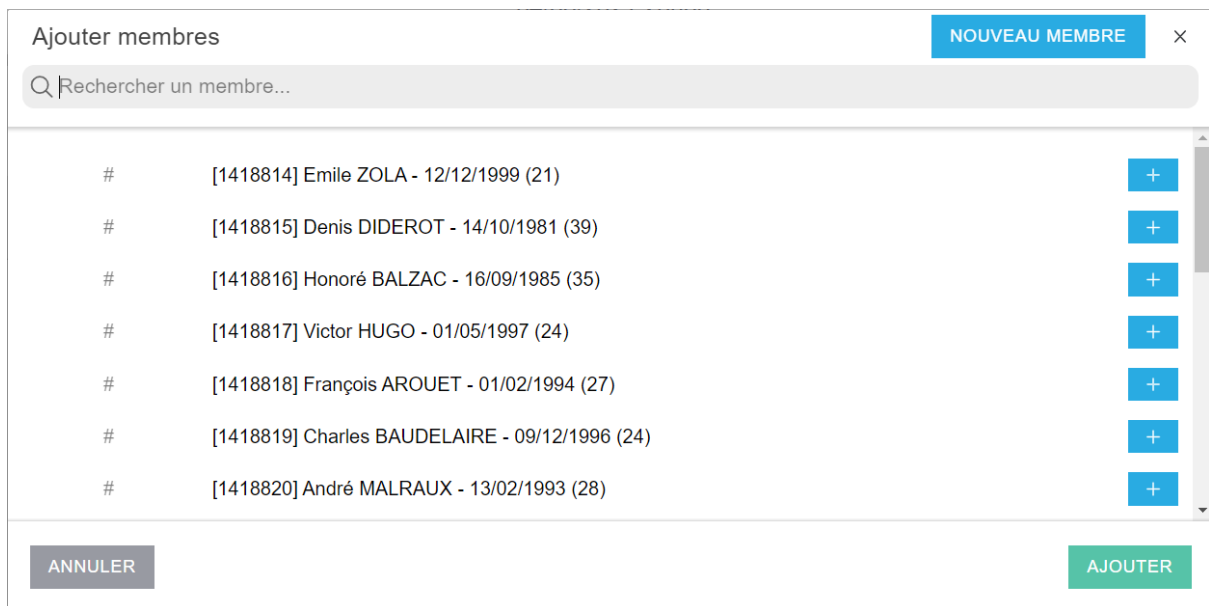 Ajouter membres NOUVEAU MEMBRE ×
Rechercher un membre...
# [1418814] Emile ZOLA - 12/12/1999 (21) +
# [1418815] Denis DIDEROT - 14/10/1981 (39) +
# [1418816] Honoré BALZAC - 16/09/1985 (35) +
# [1418817] Victor HUGO - 01/05/1997 (24) +
# [1418818] François AROUET - 01/02/1994 (27) +
# [1418819] Charles BAUDELAIRE - 09/12/1996 (24) +
# [1418820] André MALRAUX - 13/02/1993 (28) +
ANNULER AJOUTER